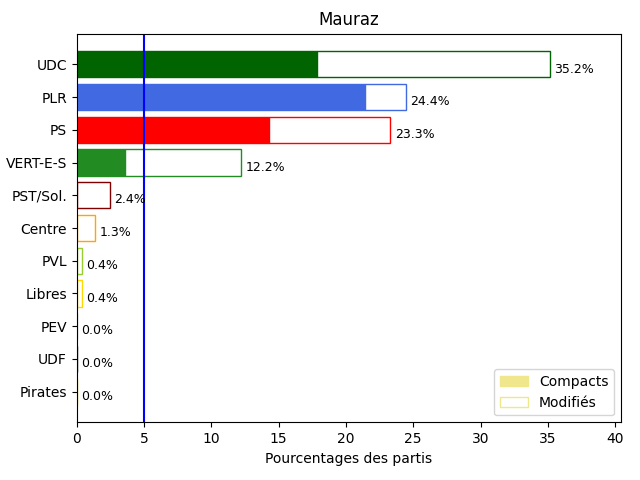 Mauraz
UDC 35.2%
PLR 24.4%
PS 23.3%
VERT-E-S 12.2%
PST/Sol. 2.4%
Centre 1.3%
PVL 0.4%
Libres 0.4%
PEV 0.0%
UDF 0.0%
Pirates 0.0%
Compacts
Modifiés
0 5 10 15 20 25 30 35 40
Pourcentages des partis